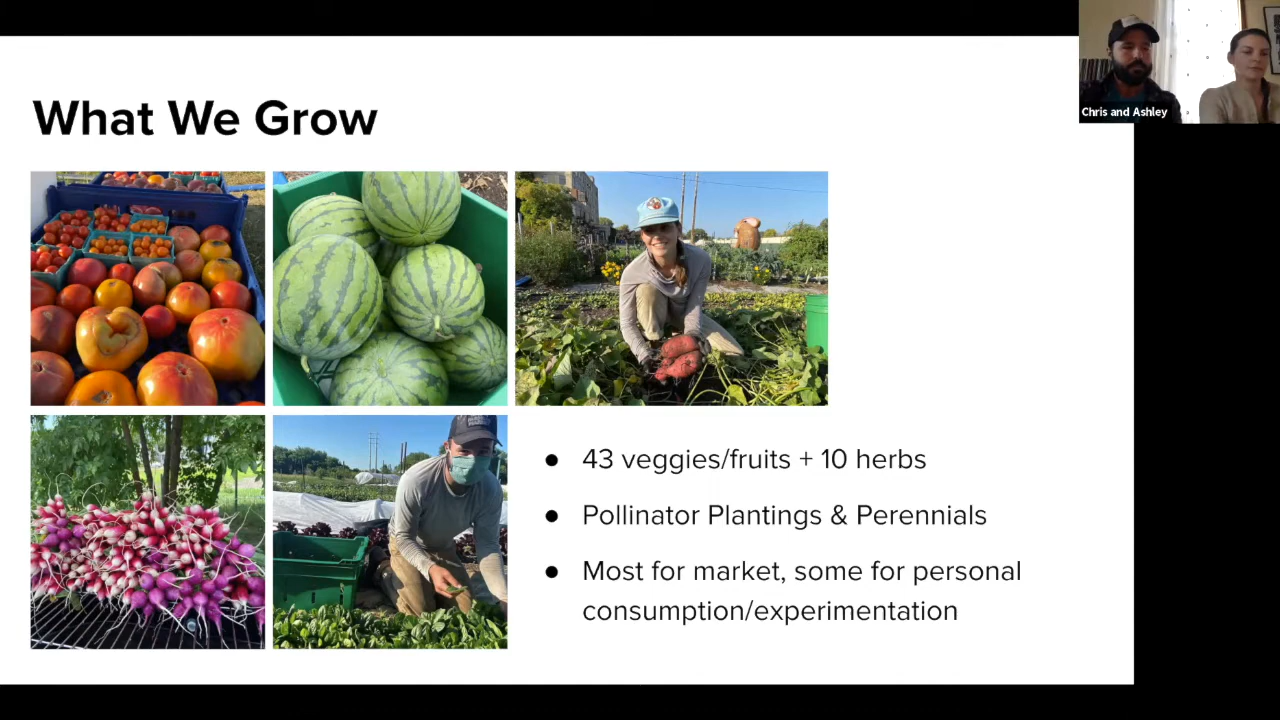 Chris and Ashley
What We Grow
● 43 veggies/fruits + 10 herbs
● Pollinator Plantings & Perennials
● Most for market, some for personal
consumption/experimentation